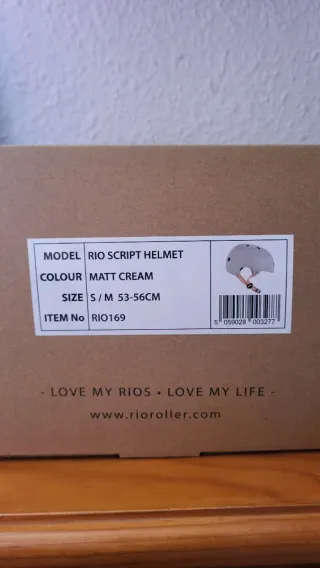 MODEL RIO SCRIPT HELMET
COLOUR MATT CREAM
SIZE S / M 53-56CM
ITEM No RIO169
5 059028 003277
- LOVE MY RIOS • LOVE MY LIFE -
www.rioroller.com